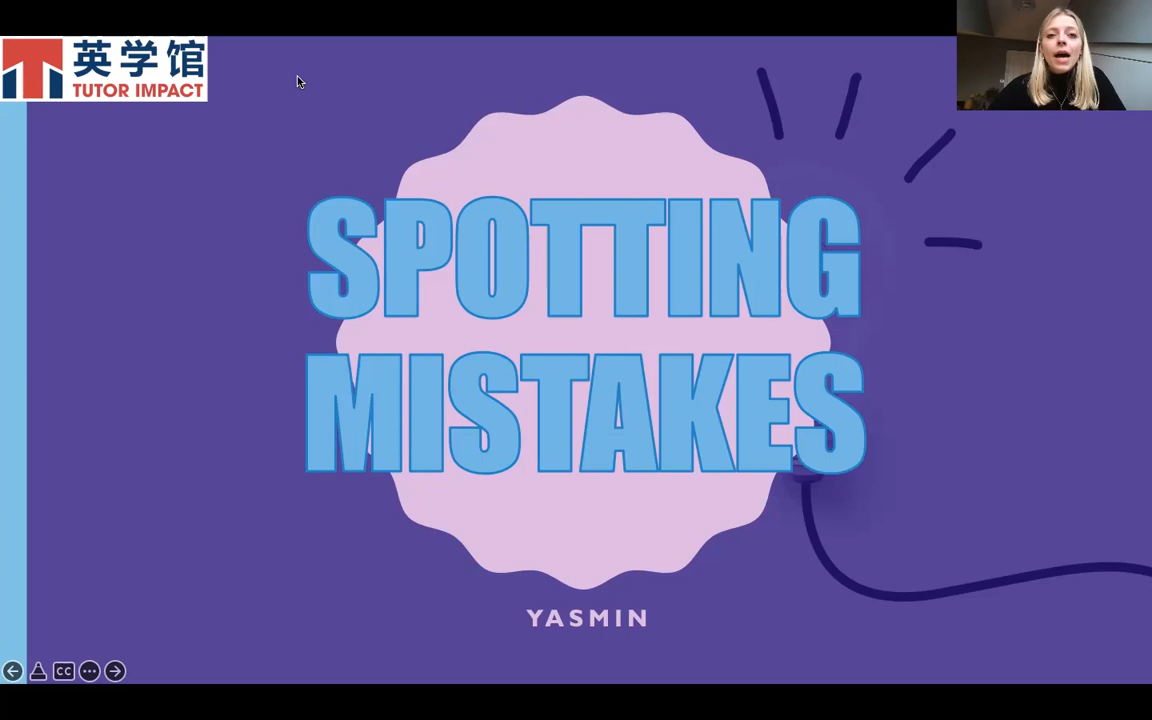 英学馆
TUTOR IMPACT
SPOTTING
MISTAKES
YASMIN
CC